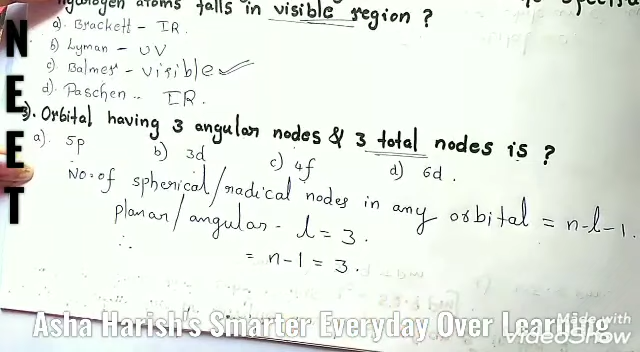 Hydrogen atoms falls in visible region ?
a). Brackett - IR.
b) Lyman - UV
c) Balmer - visible
d). Paschen - IR.
3). Orbital having 3 angular nodes & 3 total nodes is ?
a). 5p b) 3d c) 4f d) 6d.
No: of spherical/radical nodes in any orbital = n-l-1.
planar/angular - l = 3.
∴ = n-1 = 3.
NEET
Asha Harish's Smarter Everyday Over Learning
Made with
VideoShow